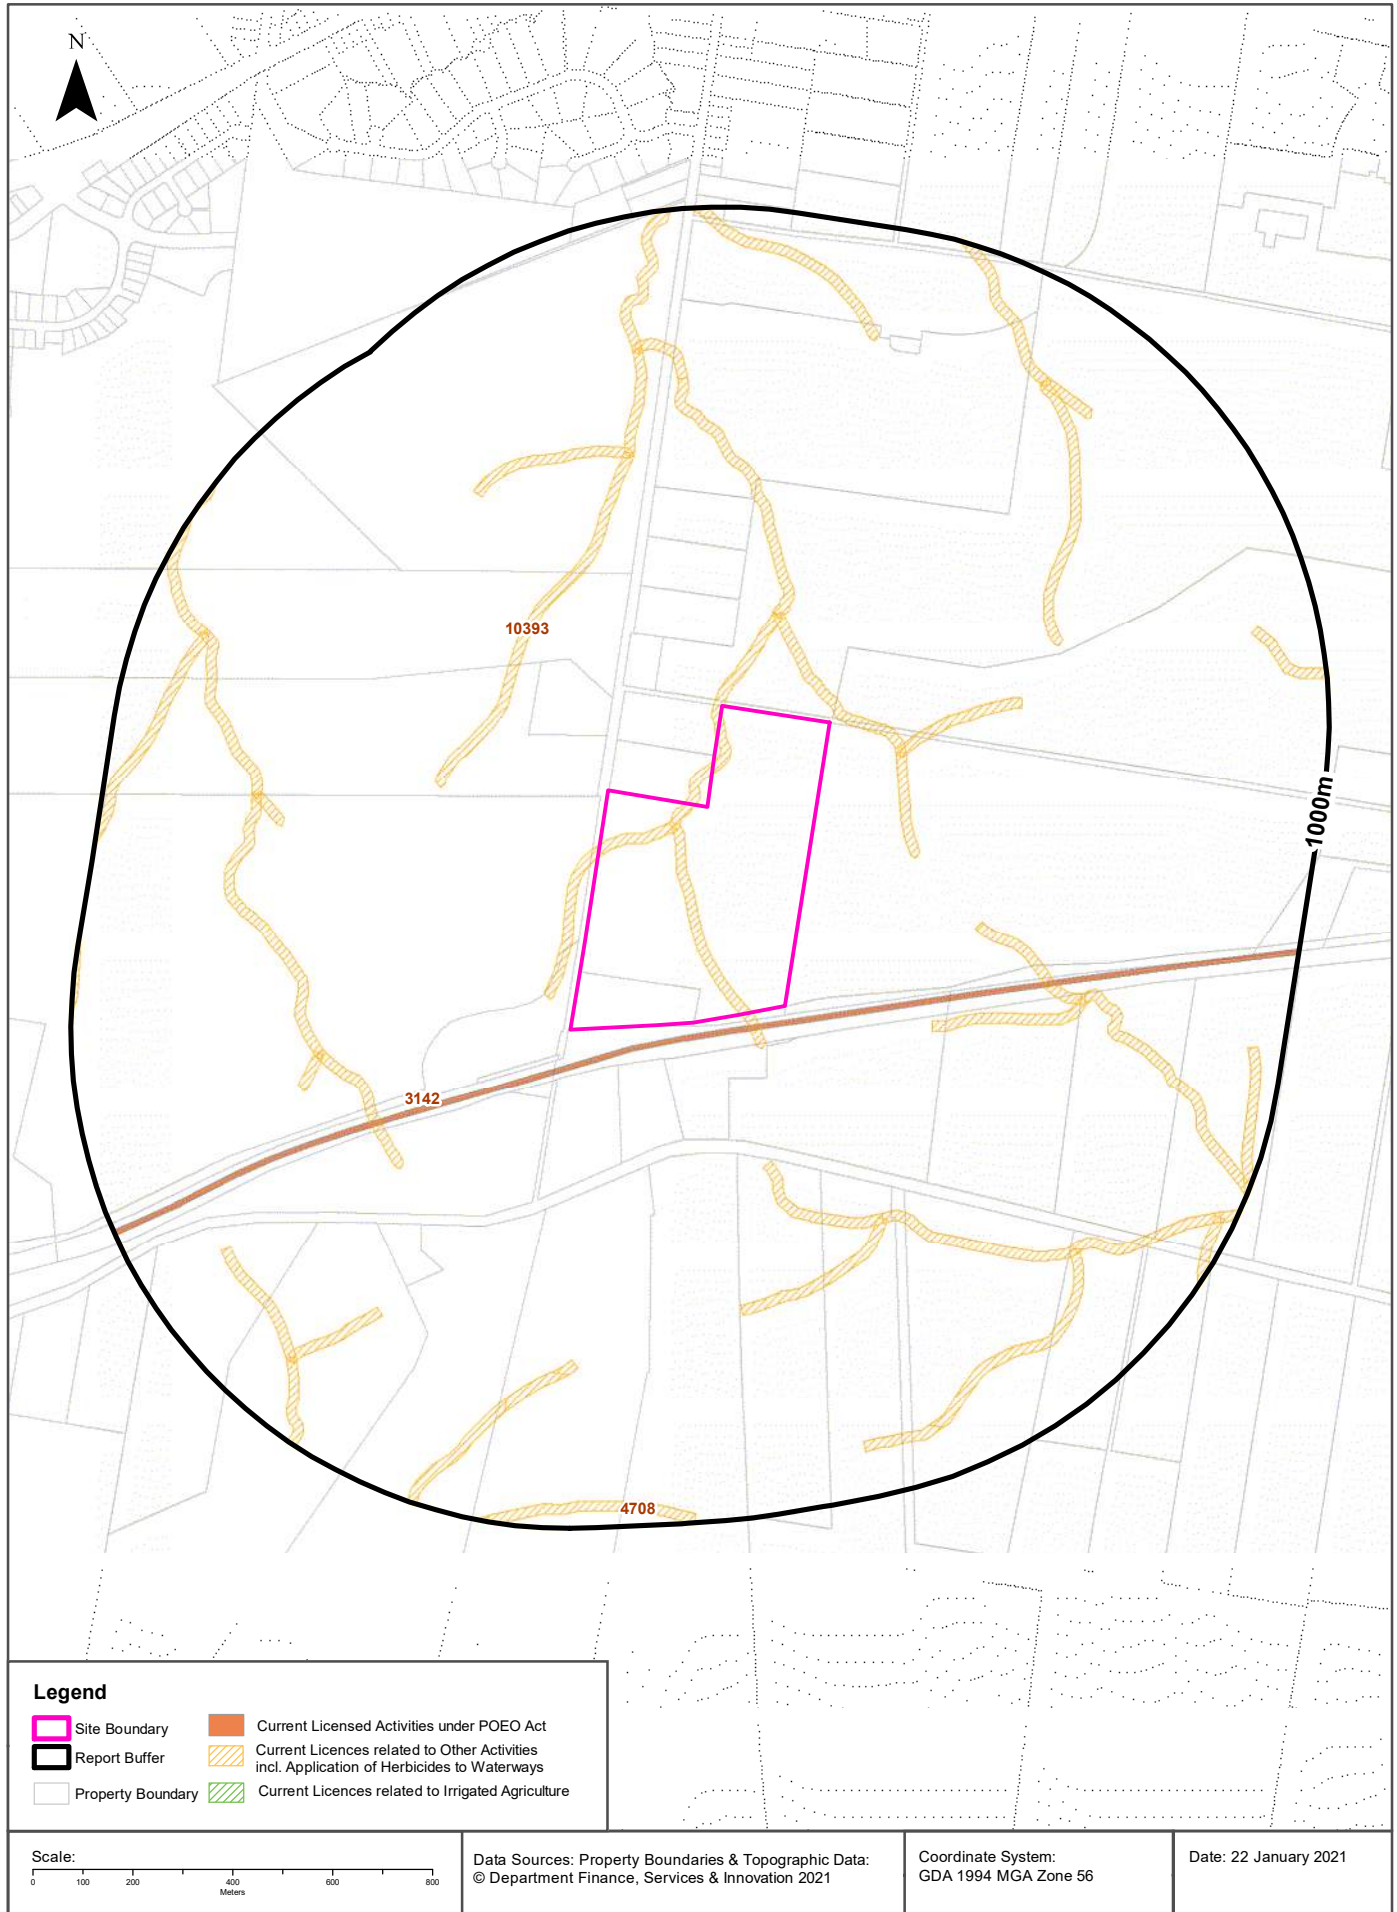 N
10393
1000m
3142
4708
Legend
Site Boundary
Report Buffer
Property Boundary
Current Licensed Activities under POEO Act
Current Licences related to Other Activities
incl. Application of Herbicides to Waterways
Current Licences related to Irrigated Agriculture
Scale:
0 100 200 400 600 800
Meters
Data Sources: Property Boundaries & Topographic Data:
© Department Finance, Services & Innovation 2021
Coordinate System:
GDA 1994 MGA Zone 56
Date: 22 January 2021